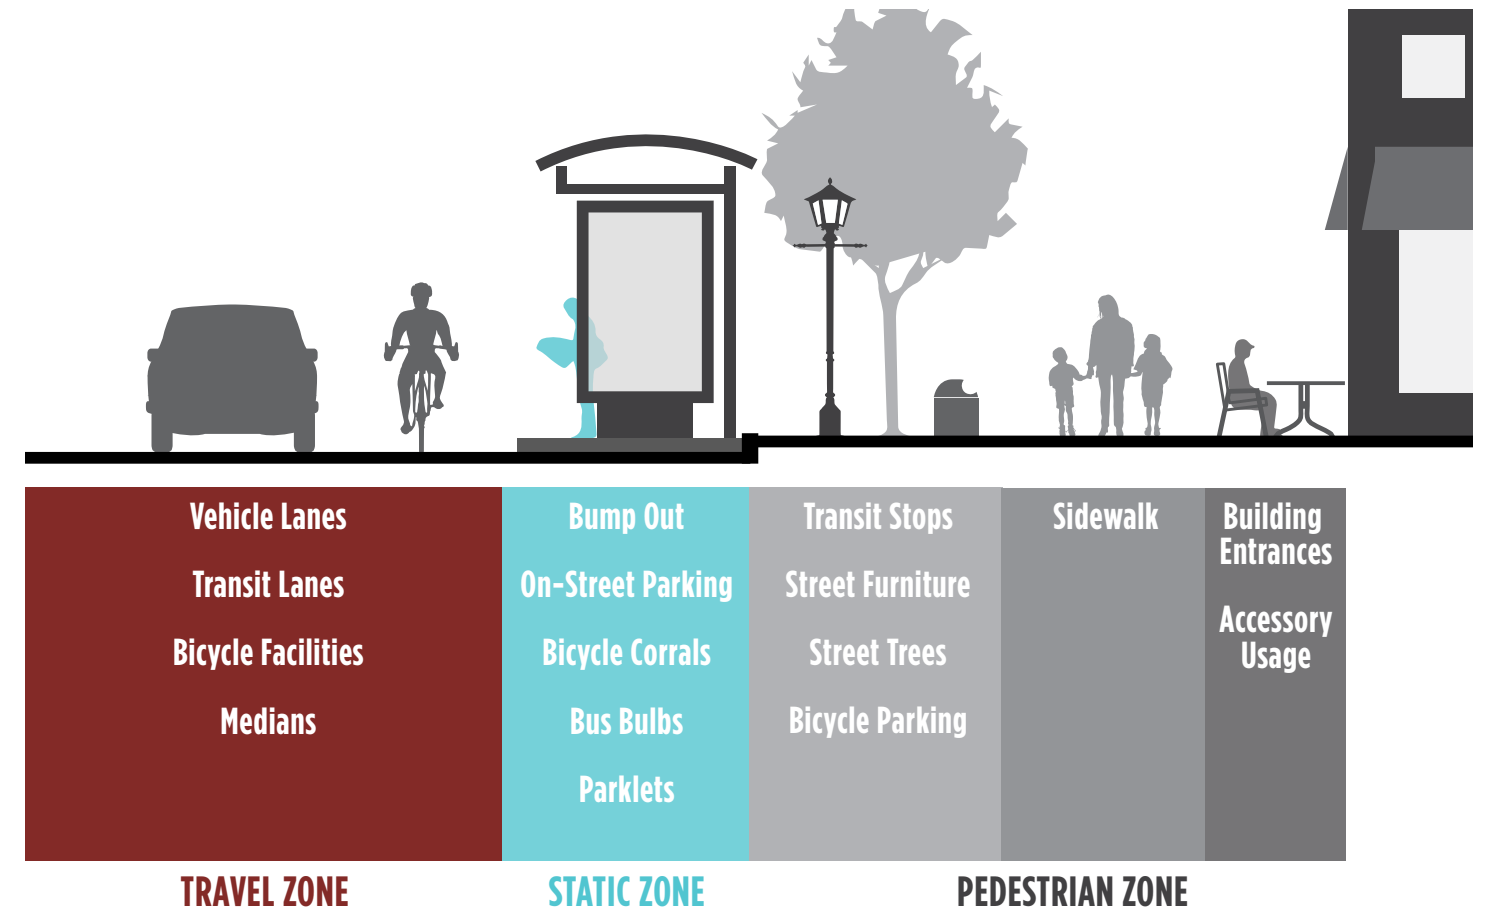 Vehicle Lanes
Transit Lanes
Bicycle Facilities
Medians
Bump Out
On-Street Parking
Bicycle Corrals
Bus Bulbs
Parklets
Transit Stops
Street Furniture
Street Trees
Bicycle Parking
Sidewalk
Building
Entrances
Accessory
Usage
TRAVEL ZONE
STATIC ZONE
PEDESTRIAN ZONE